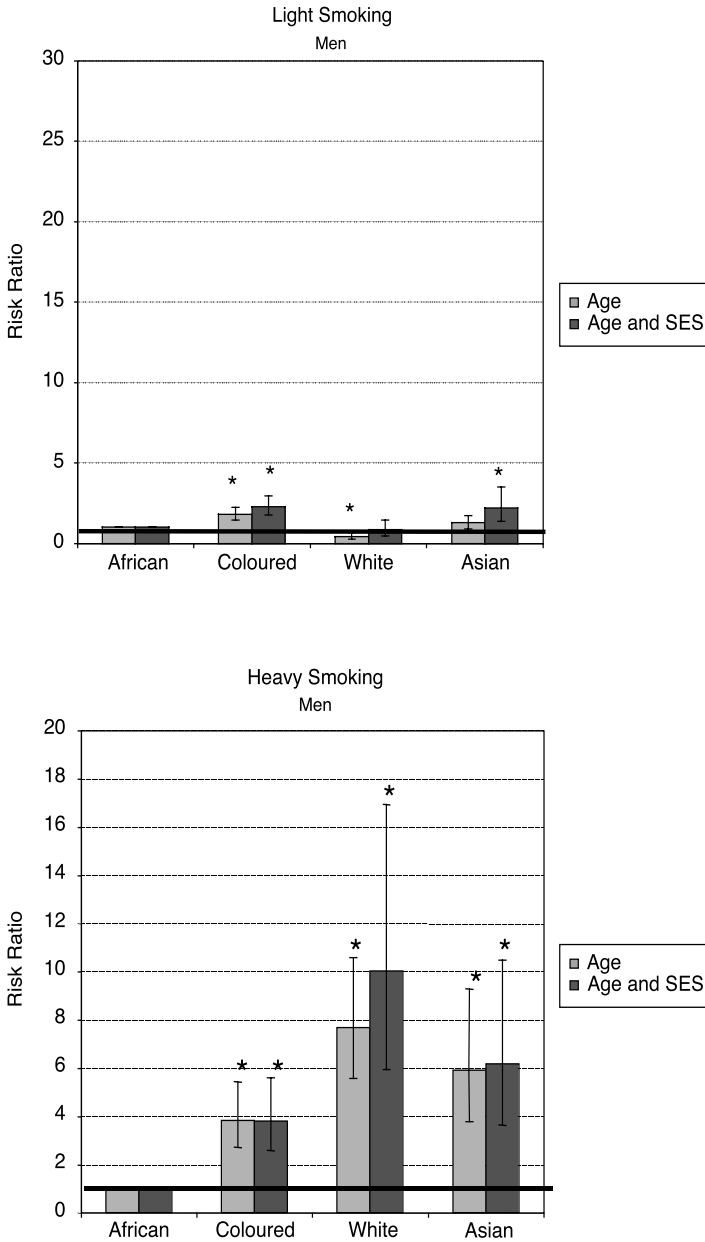 Light Smoking
Men
30
25
20
15
10
5
0
Risk Ratio
*
*
*
*
African Coloured White Asian
Age
Age and SES
Heavy Smoking
Men
20
18
16
14
12
10
8
6
4
2
0
Risk Ratio
*
*
*
*
*
*
African Coloured White Asian
Age
Age and SES